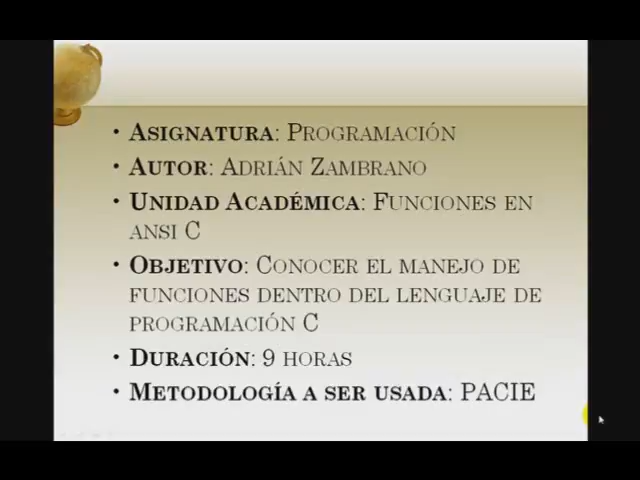 • Asignatura: Programación
• Autor: Adrián Zambrano
• Unidad Académica: Funciones en
ansi C
• Objetivo: Conocer el manejo de
funciones dentro del lenguaje de
programación C
• Duración: 9 horas
• Metodología a ser usada: PACIE